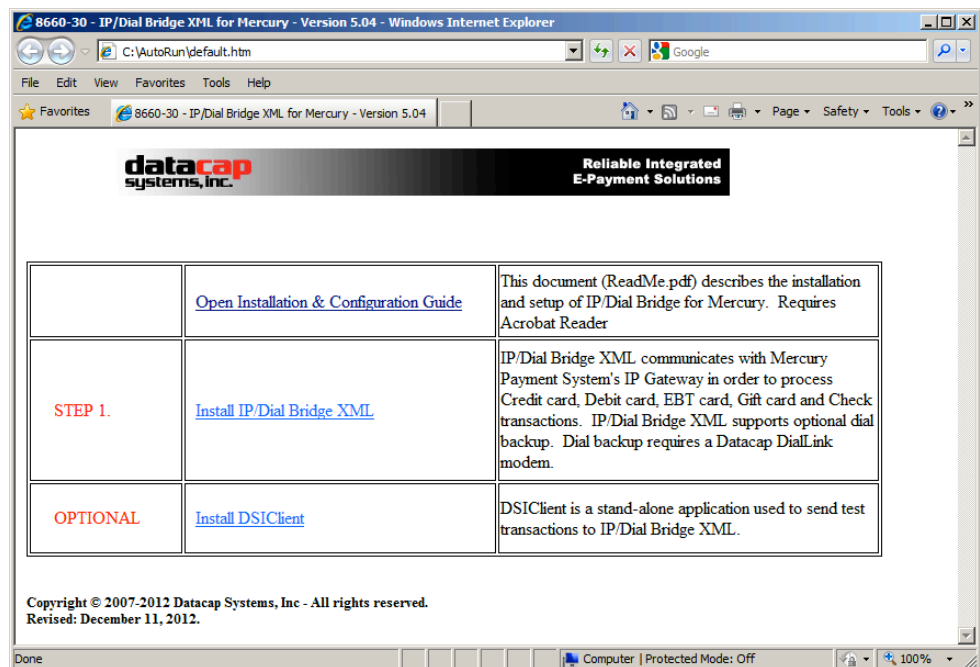 8660-30 - IP/Dial Bridge XML for Mercury - Version 5.04 - Windows Internet Explorer
C:\AutoRun\default.htm
Google
File Edit View Favorites Tools Help
Favorites 8660-30 - IP/Dial Bridge XML for Mercury - Version 5.04 Page Safety Tools
datacap
systems, inc.
Reliable Integrated
E-Payment Solutions
Open Installation & Configuration Guide
This document (ReadMe.pdf) describes the installation
and setup of IP/Dial Bridge for Mercury. Requires
Acrobat Reader
STEP 1.
Install IP/Dial Bridge XML
IP/Dial Bridge XML communicates with Mercury
Payment System's IP Gateway in order to process
Credit card, Debit card, EBT card, Gift card and Check
transactions. IP/Dial Bridge XML supports optional dial
backup. Dial backup requires a Datacap DialLink
modem.
OPTIONAL
Install DSIClient
DSIClient is a stand-alone application used to send test
transactions to IP/Dial Bridge XML.
Copyright © 2007-2012 Datacap Systems, Inc - All rights reserved.
Revised: December 11, 2012.
Done
Computer | Protected Mode: Off
100%